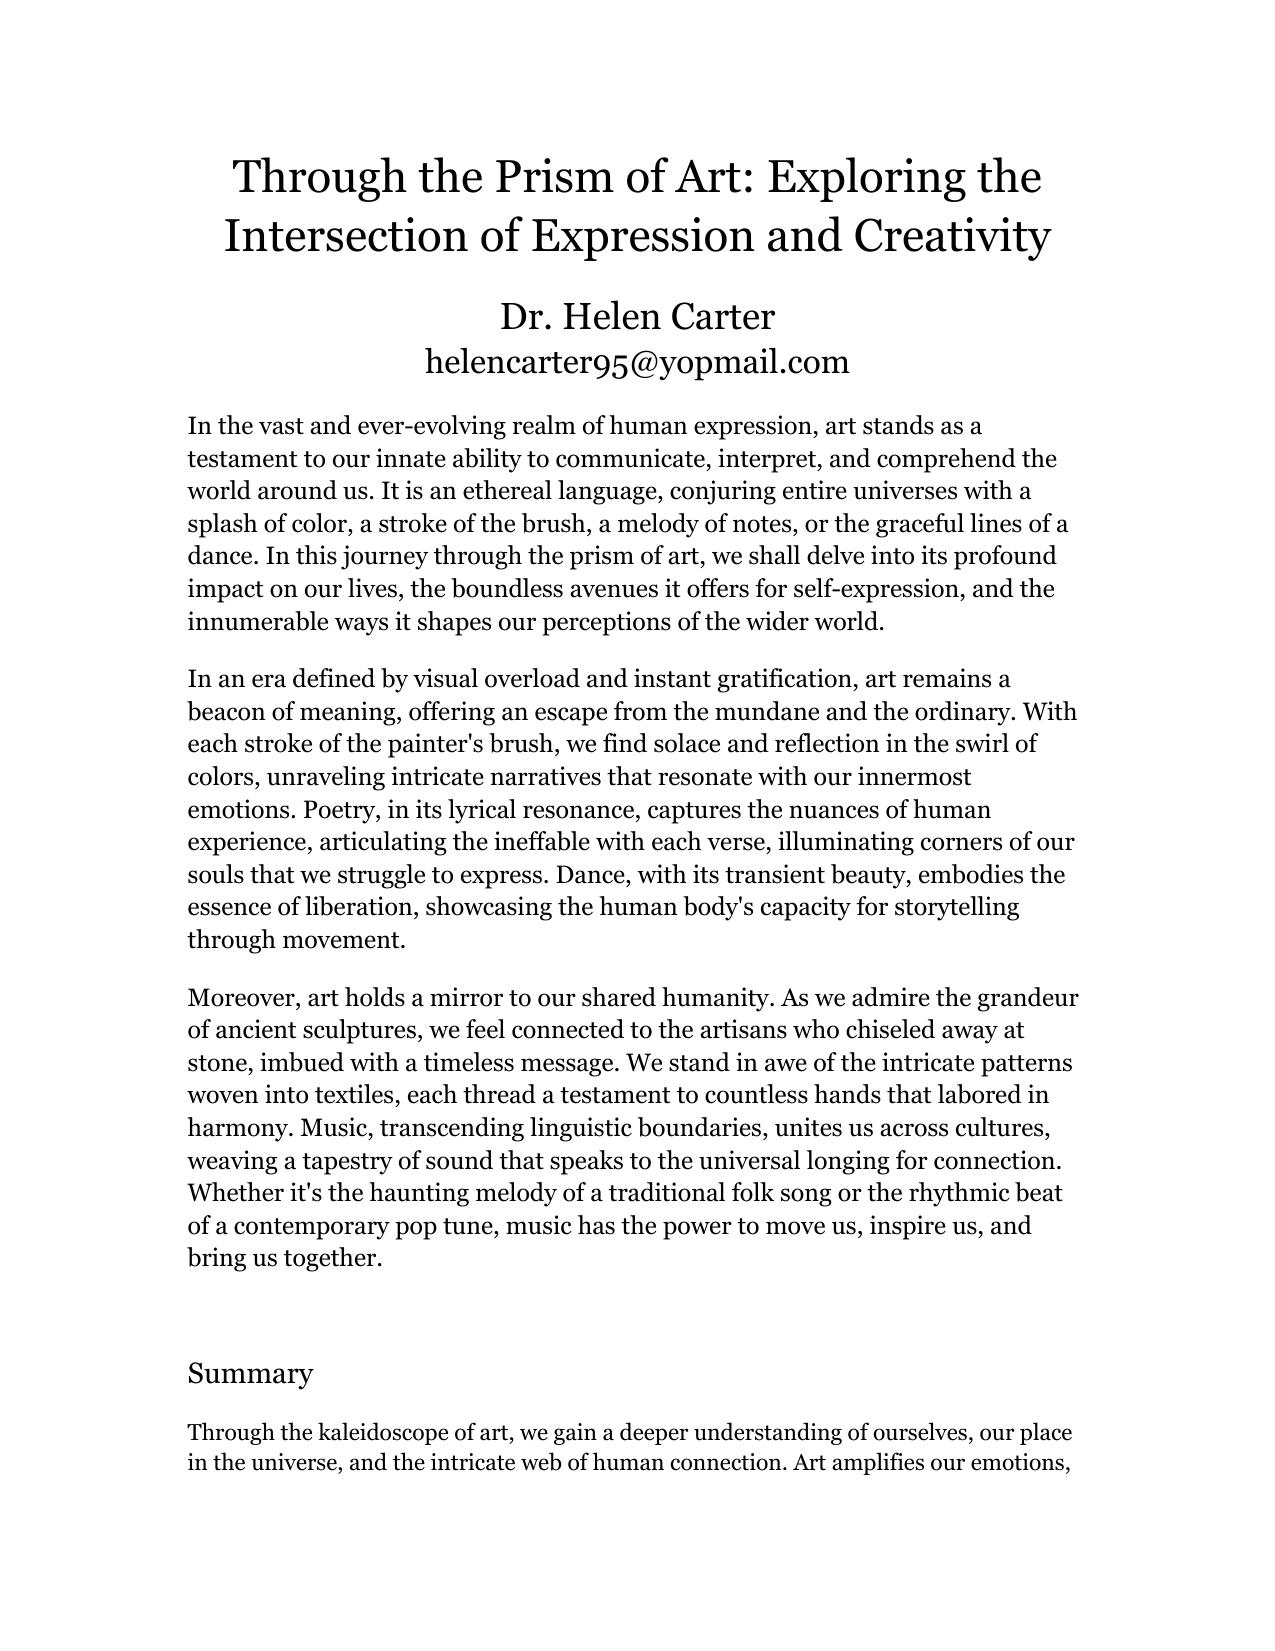 Through the Prism of Art: Exploring the
Intersection of Expression and Creativity
Dr. Helen Carter
helencarter95@yopmail.com
In the vast and ever-evolving realm of human expression, art stands as a
testament to our innate ability to communicate, interpret, and comprehend the
world around us. It is an ethereal language, conjuring entire universes with a
splash of color, a stroke of the brush, a melody of notes, or the graceful lines of a
dance. In this journey through the prism of art, we shall delve into its profound
impact on our lives, the boundless avenues it offers for self-expression, and the
innumerable ways it shapes our perceptions of the wider world.
In an era defined by visual overload and instant gratification, art remains a
beacon of meaning, offering an escape from the mundane and the ordinary. With
each stroke of the painter's brush, we find solace and reflection in the swirl of
colors, unraveling intricate narratives that resonate with our innermost
emotions. Poetry, in its lyrical resonance, captures the nuances of human
experience, articulating the ineffable with each verse, illuminating corners of our
souls that we struggle to express. Dance, with its transient beauty, embodies the
essence of liberation, showcasing the human body's capacity for storytelling
through movement.
Moreover, art holds a mirror to our shared humanity. As we admire the grandeur
of ancient sculptures, we feel connected to the artisans who chiseled away at
stone, imbued with a timeless message. We stand in awe of the intricate patterns
woven into textiles, each thread a testament to countless hands that labored in
harmony. Music, transcending linguistic boundaries, unites us across cultures,
weaving a tapestry of sound that speaks to the universal longing for connection.
Whether it's the haunting melody of a traditional folk song or the rhythmic beat
of a contemporary pop tune, music has the power to move us, inspire us, and
bring us together.
Summary
Through the kaleidoscope of art, we gain a deeper understanding of ourselves, our place
in the universe, and the intricate web of human connection. Art amplifies our emotions,